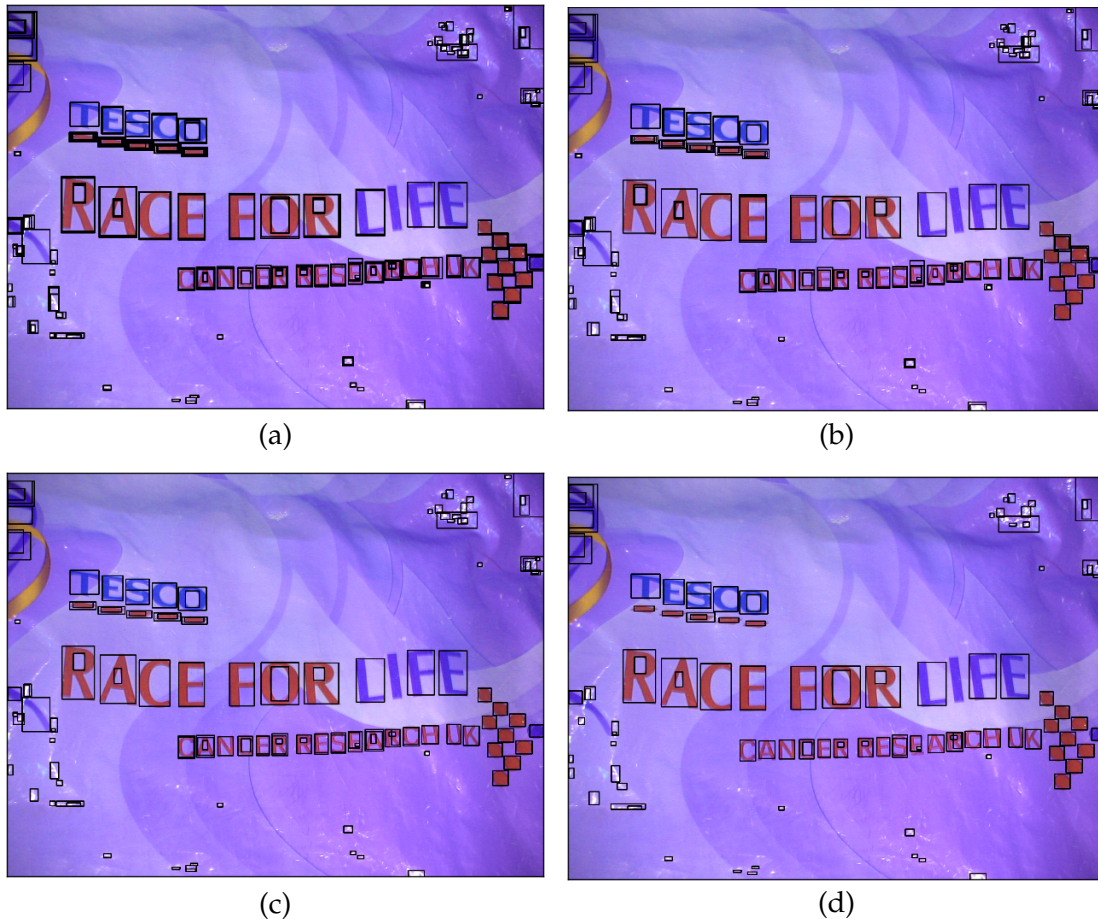 TESCO
RACE FOR LIFE
CANCER RESEARCH UK
(a)
TESCO
RACE FOR LIFE
CANCER RESEARCH UK
(b)
TESCO
RACE FOR LIFE
CANCER RESEARCH UK
(c)
TESCO
RACE FOR LIFE
CANCER RESEARCH UK
(d)